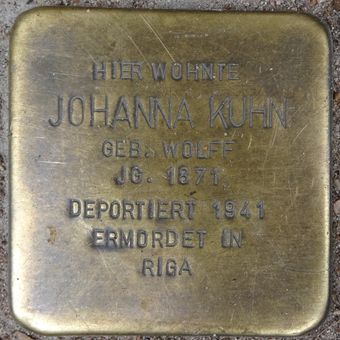 HIER WOHNTE
JOHANNA KUHN
GEB. WOLFF
JG. 1871
DEPORTIERT 1941
ERMORDET IN
RIGA